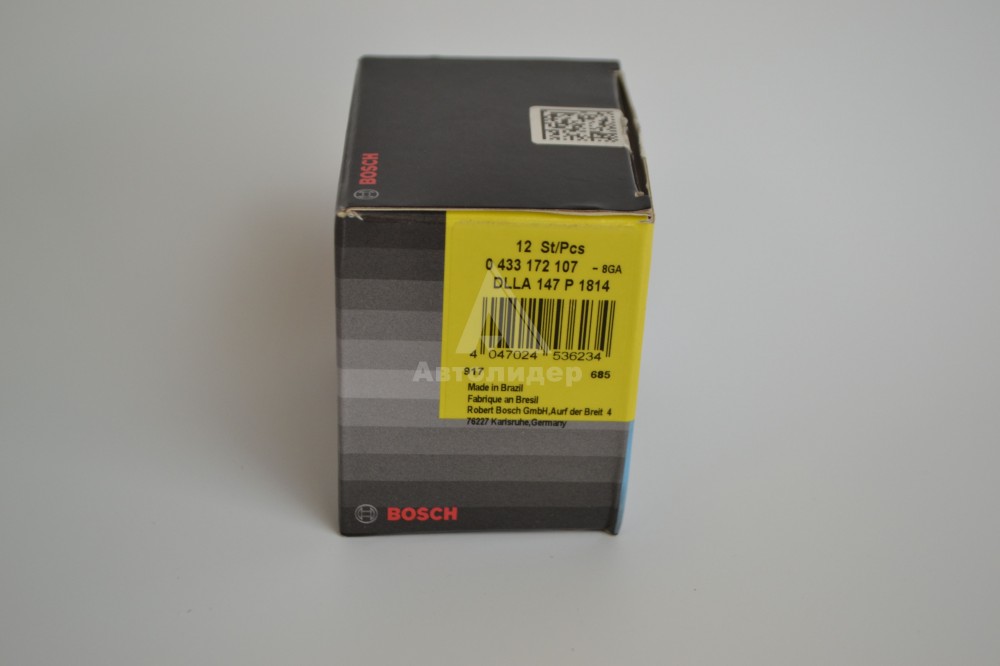 BOSCH
12 St/Pcs
0 433 172 107 - 8GA
DLLA 147 P 1814
4 047024 536234
917 685
Автолидер
Made in Brazil
Fabrique an Bresil
Robert Bosch GmbH,Aurf der Breit 4
76227 Karlsruhe,Germany
BOSCH